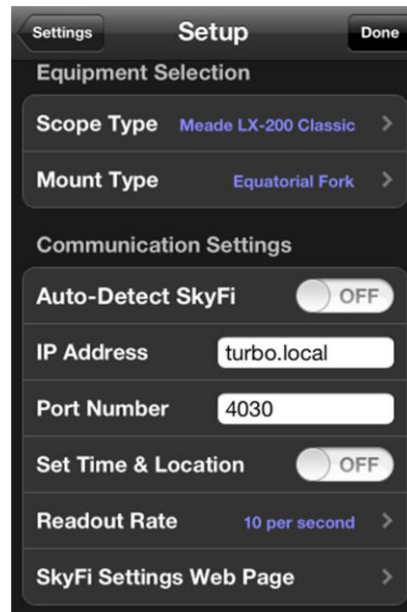 Settings Setup Done
Equipment Selection
Scope Type Meade LX-200 Classic
Mount Type Equatorial Fork
Communication Settings
Auto-Detect SkyFi OFF
IP Address turbo.local
Port Number 4030
Set Time & Location OFF
Readout Rate 10 per second
SkyFi Settings Web Page